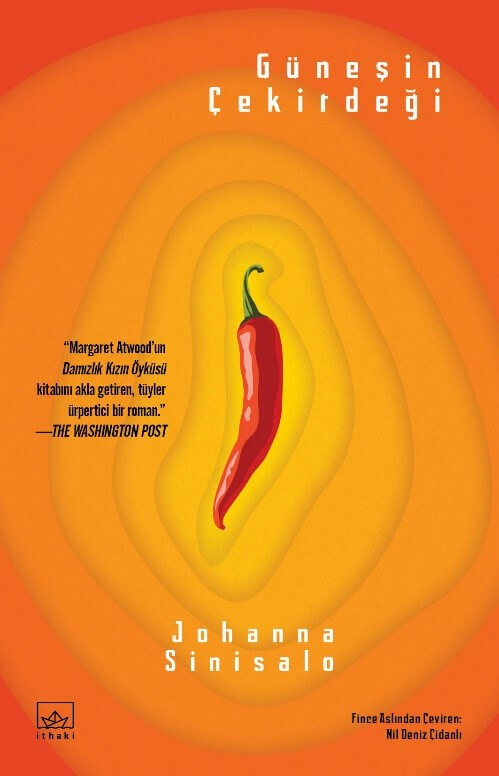 Güneşin
Çekirdeği
“Margaret Atwood’un
Damızlık Kızın Öyküsü
kitabını akla getiren, tüyler
ürpertici bir roman.”
—THE WASHINGTON POST
Johanna
Sinisalo
ithaki
Fince Aslından Çeviren:
Nil Deniz Çidanlı